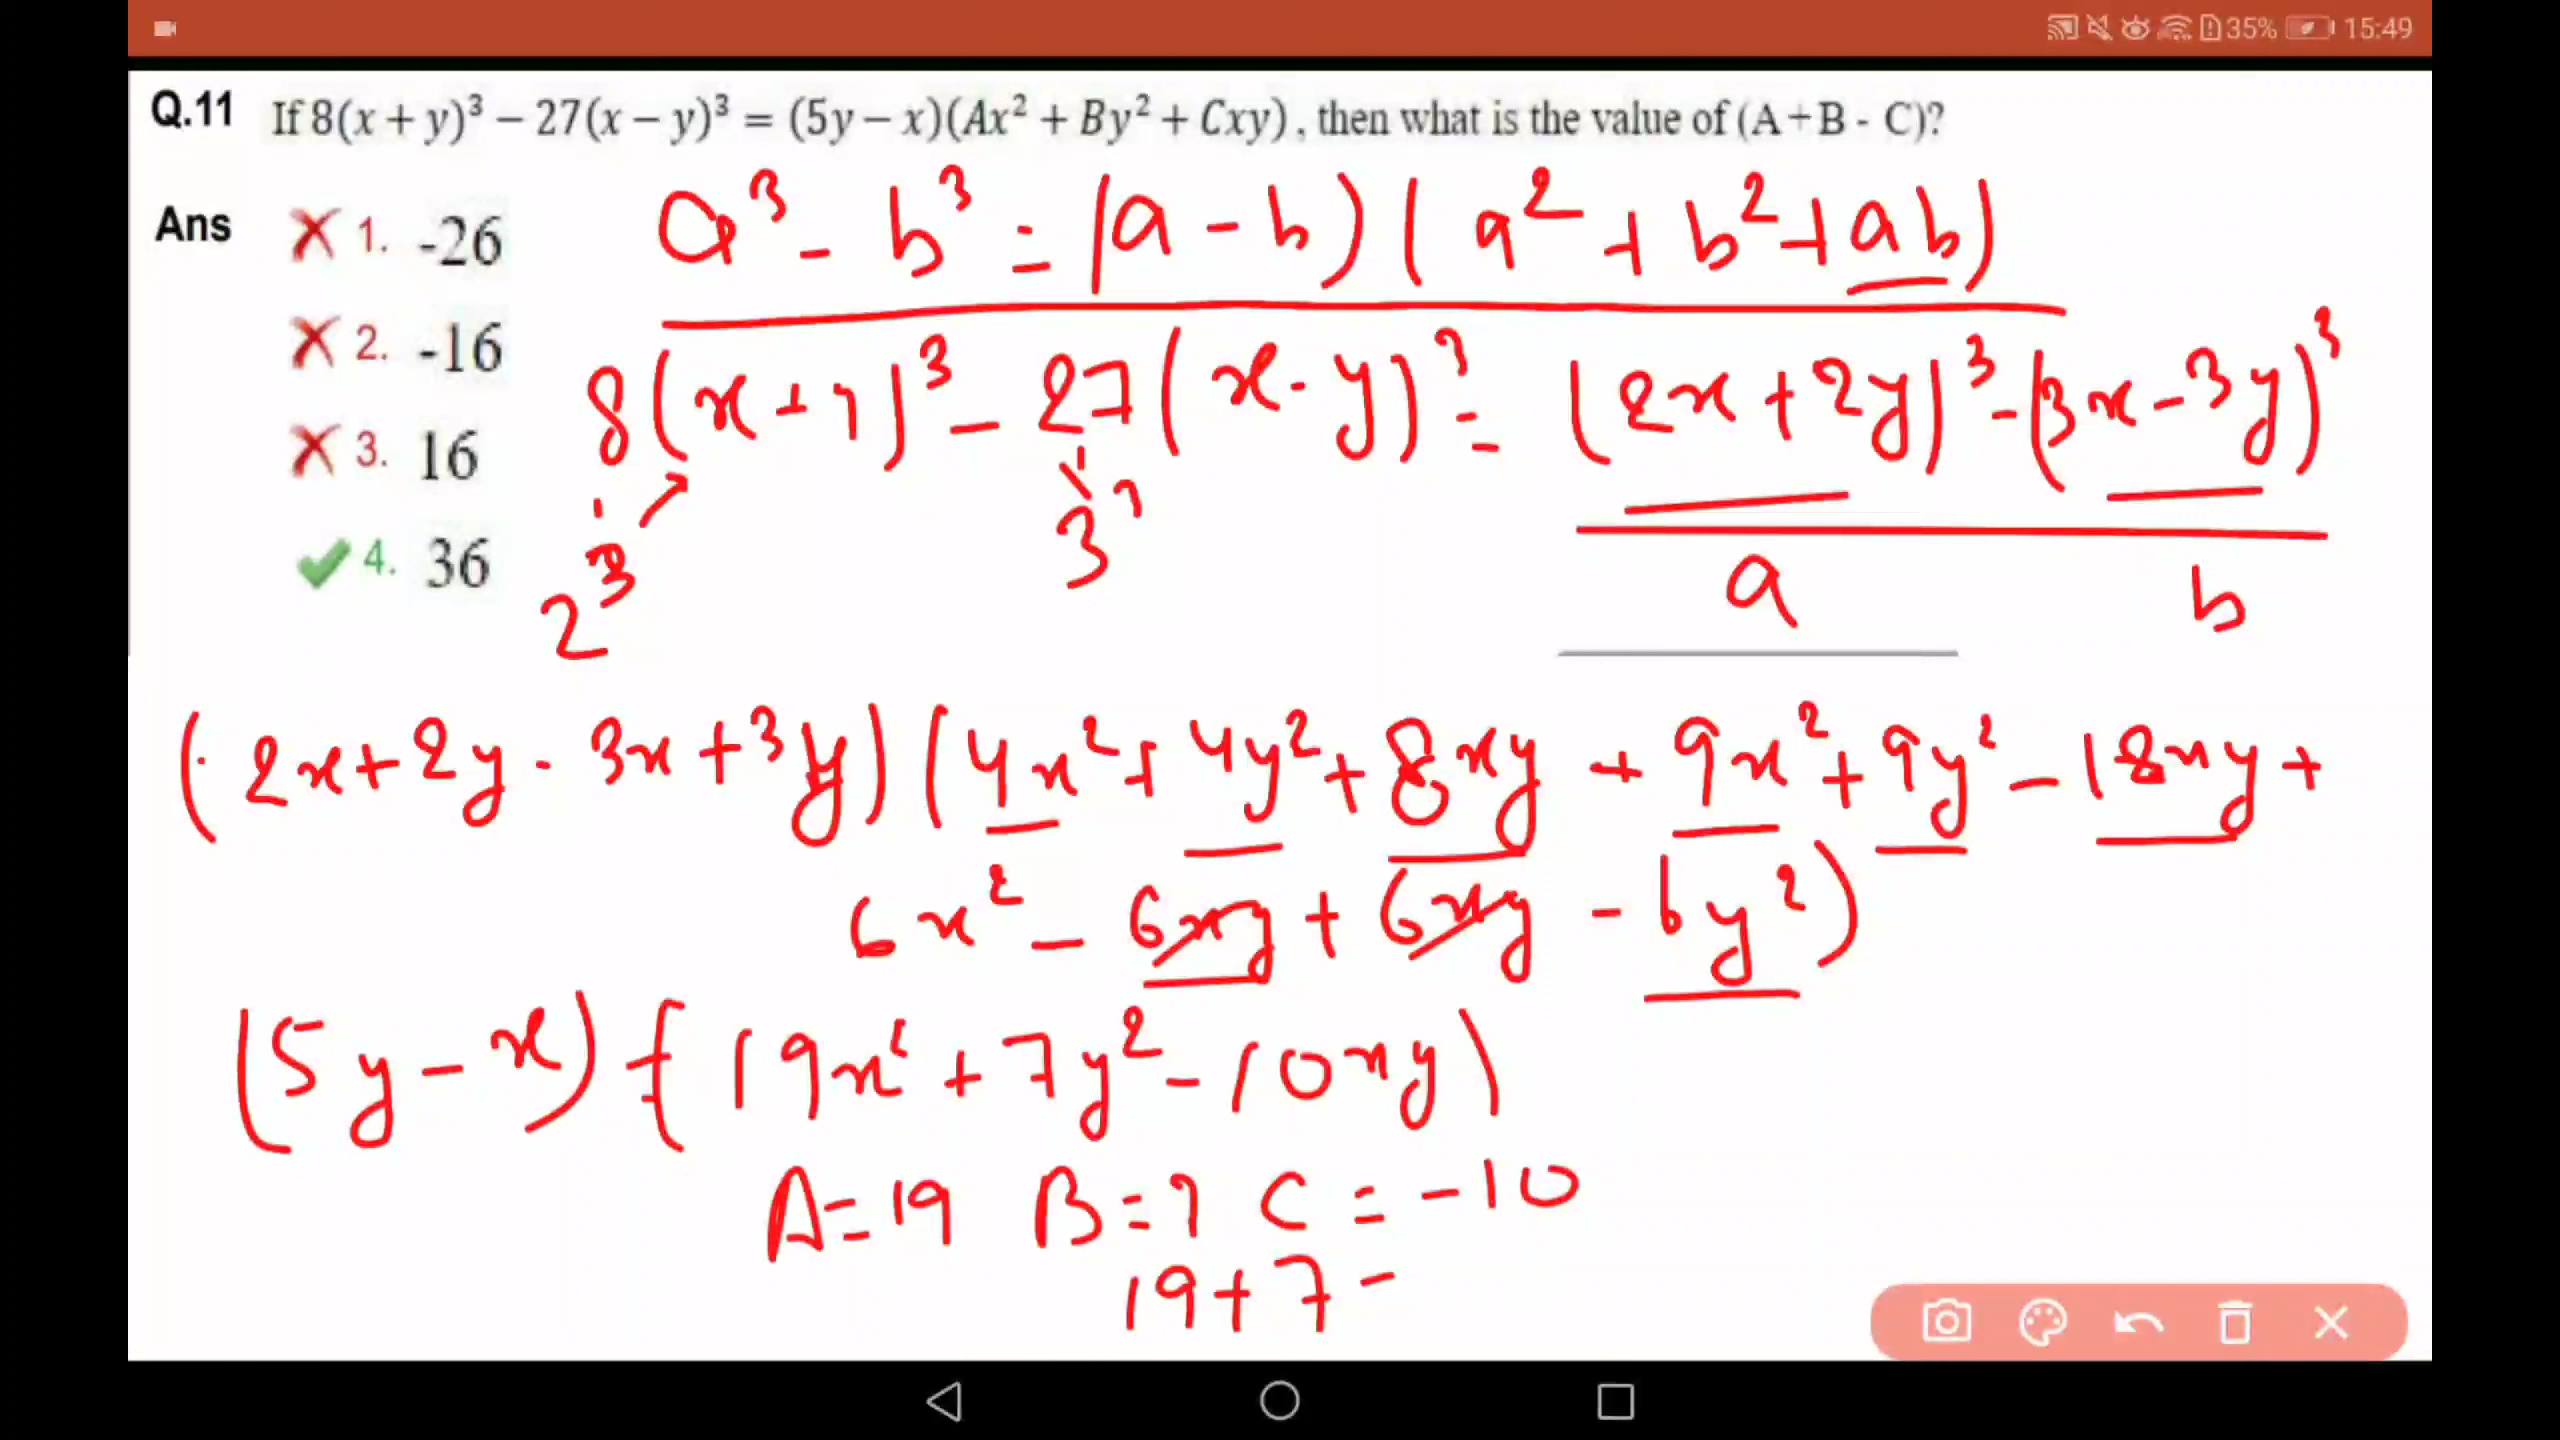 35% 15:49
Q.11 If 8(x + y)³ – 27(x – y)³ = (5y – x)(Ax² + By² + Cxy), then what is the value of (A+B - C)?
Ans
1. -26
2. -16
3. 16
4. 36
a³ - b³ = (a - b) (a² + b² + ab)
8(x+y)³ - 27(x-y)³ = (2x+2y)³ - (3x-3y)³
2³ 3³ a b
(2x+2y-3x+3y) (4x² + 4y² + 8xy + 9x² + 9y² - 18xy +
6x² - 6xy + 6xy - 6y²)
(5y - x) = (19x² + 7y² - 10xy)
A=19 B=7 C=-10
19+7-